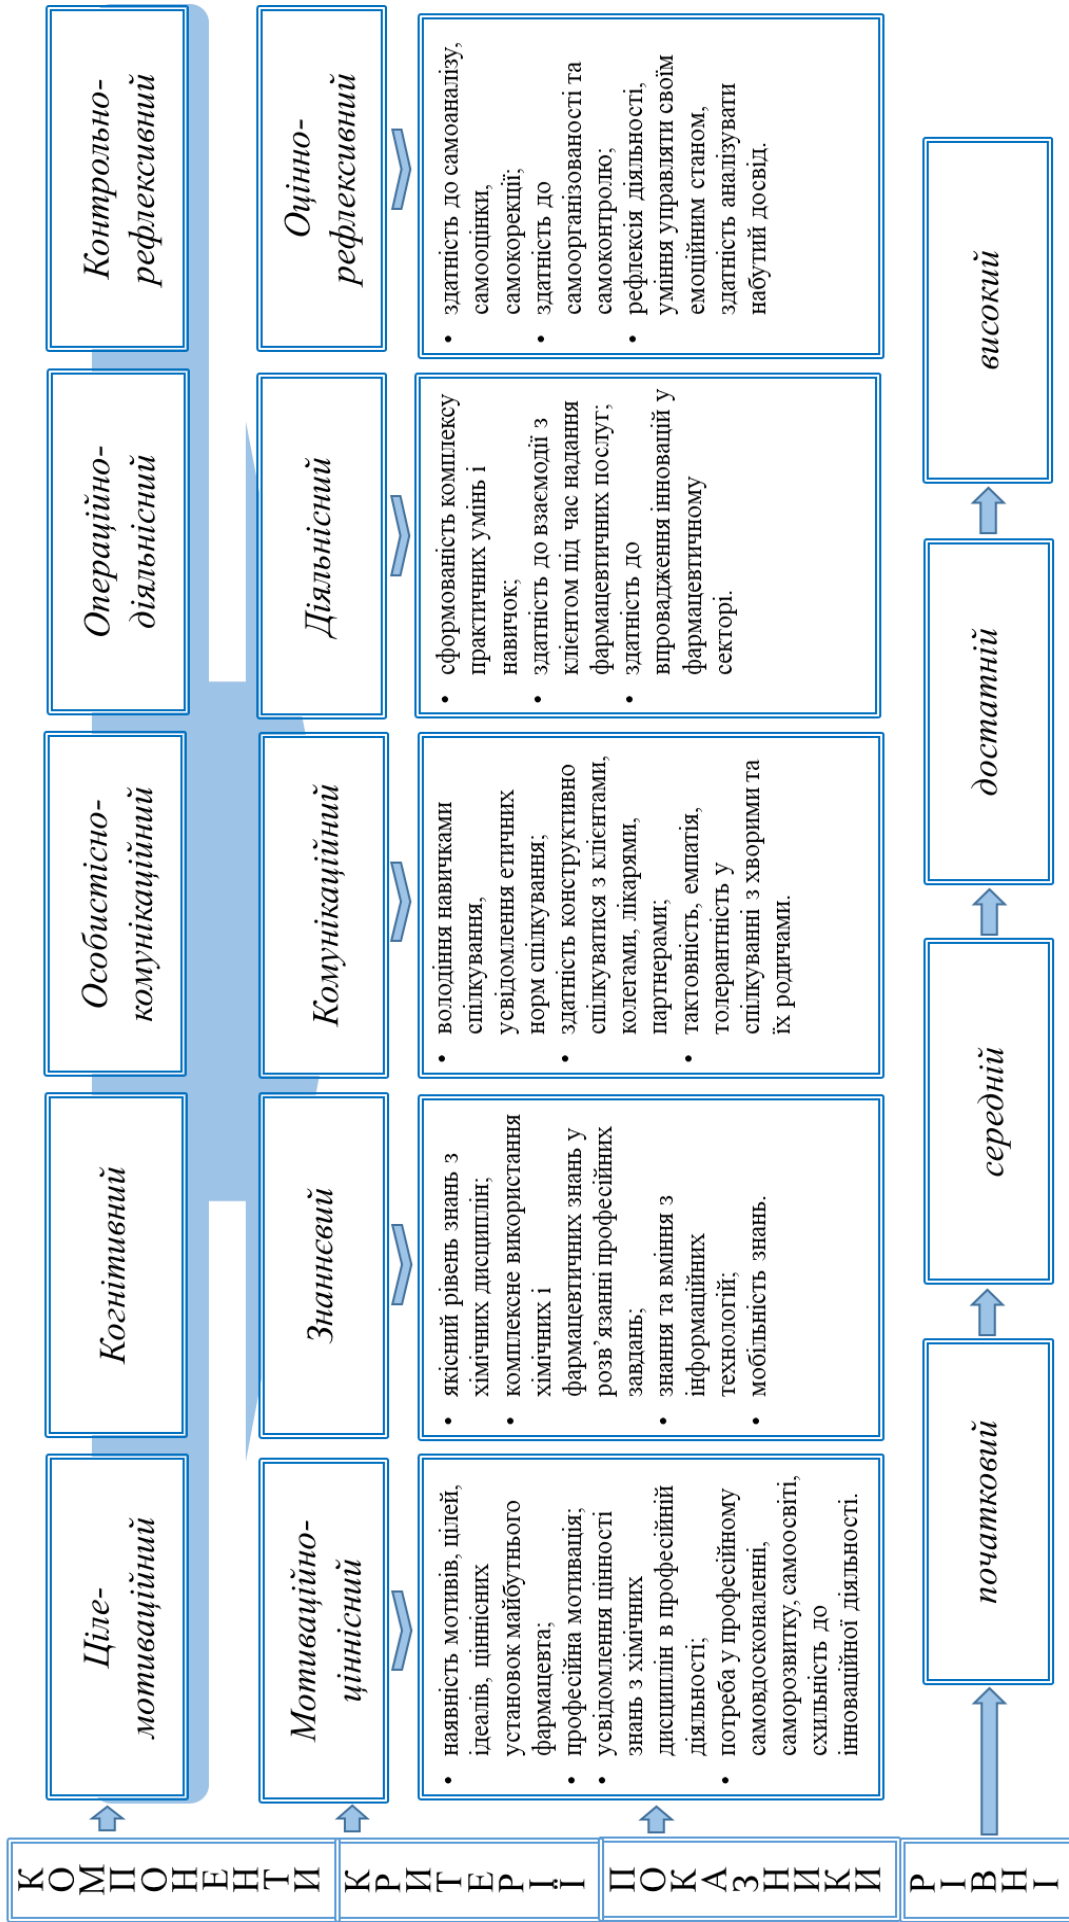 КОМПОНЕНТИ
Ціле-
мотиваційний
Когнітивний
Особистісно-
комунікаційний
Операційно-
діяльнісний
Контрольно-
рефлексивний
КРИТЕРІЇ
Мотиваційно-
ціннісний
Знаннєвий
Комунікаційний
Діяльнісний
Оцінно-
рефлексивний
ПОКАЗНИКИ
• наявність мотивів, цілей,
ідеалів, ціннісних
установок майбутнього
фармацевта;
• професійна мотивація;
• усвідомлення цінності
знань з хімічних
дисциплін в професійній
діяльності;
• потреба у професійному
самовдосконаленні,
саморозвитку, самоосвіті,
схильність до
інноваційної діяльності.
• якісний рівень знань з
хімічних дисциплін;
• комплексне використання
хімічних і
фармацевтичних знань у
розв’язанні професійних
завдань;
• знання та вміння з
інформаційних
технологій;
• мобільність знань.
• володіння навичками
спілкування,
усвідомлення етичних
норм спілкування;
• здатність конструктивно
спілкуватися з клієнтами,
колегами, лікарями,
партнерами;
• тактовність, емпатія,
толерантність у
спілкуванні з хворими та
їх родичами.
• сформованість комплексу
практичних умінь і
навичок;
• здатність до взаємодії з
клієнтом під час надання
фармацевтичних послуг;
• здатність до
впровадження інновацій у
фармацевтичному
секторі.
• здатність до самоаналізу,
самооцінки,
самокорекції;
• здатність до
самоорганізованості та
самоконтролю;
• рефлексія діяльності,
уміння управляти своїм
емоційним станом,
здатність аналізувати
набутий досвід.
РІВНІ
початковий
середній
достатній
високий